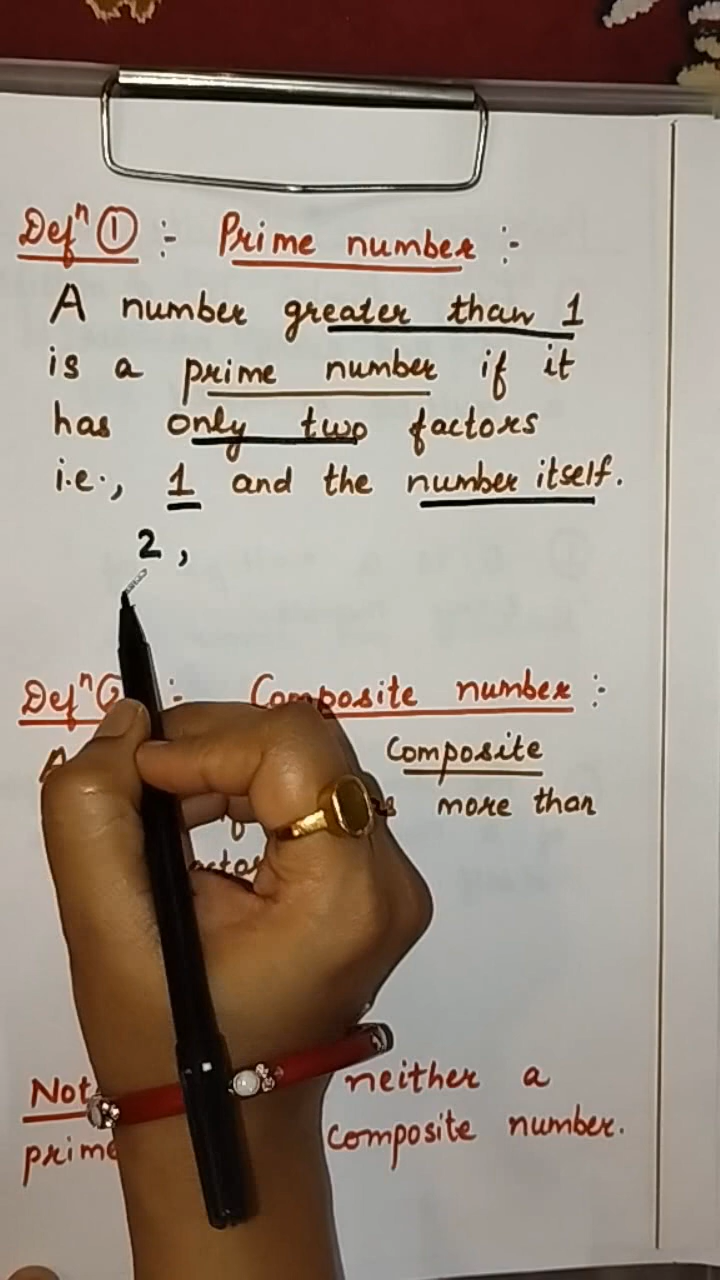 Defⁿ ① :- Prime number :-
A number greater than 1
is a prime number if it
has only two factors
i.e., 1 and the number itself.
2 ,
Defⁿ :- Composite number :-
A Composite
more than
neither a
prime composite number.